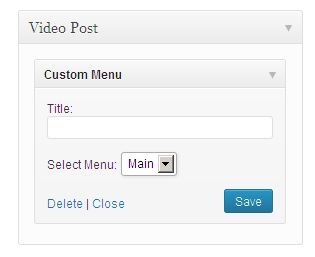 Video Post
Custom Menu
Title:
Select Menu: Main
Delete | Close Save